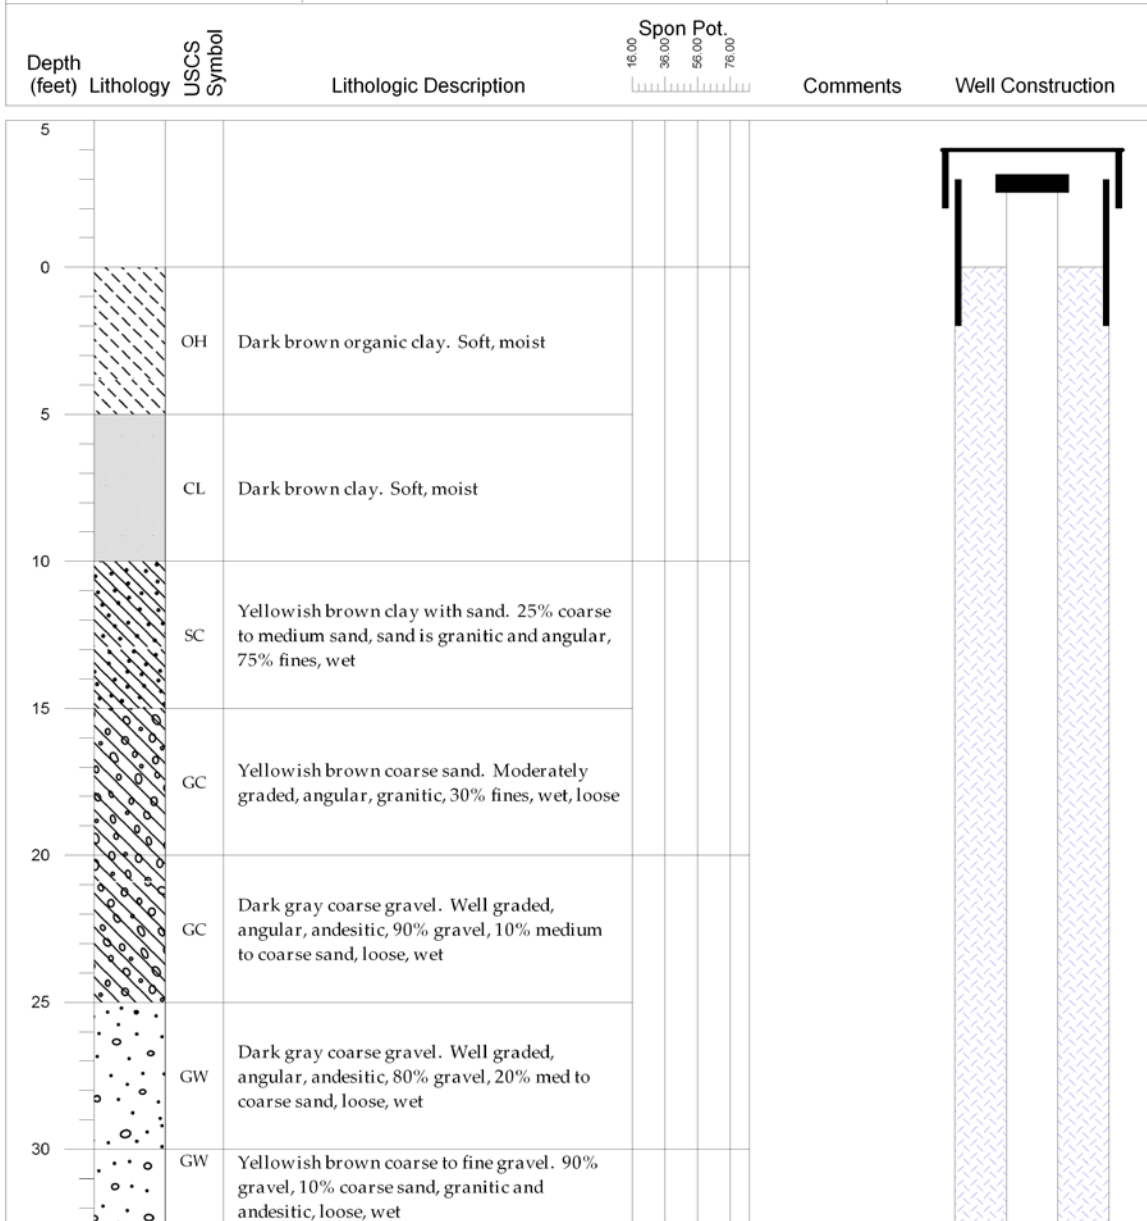 Spon Pot.
16.00 36.00 56.00 76.00
Depth (feet) Lithology USCS Symbol Lithologic Description Comments Well Construction
5
0
OH Dark brown organic clay. Soft, moist
5
CL Dark brown clay. Soft, moist
10
Yellowish brown clay with sand. 25% coarse
SC to medium sand, sand is granitic and angular,
75% fines, wet
15
Yellowish brown coarse sand. Moderately
GC graded, angular, granitic, 30% fines, wet, loose
20
Dark gray coarse gravel. Well graded,
GC angular, andesitic, 90% gravel, 10% medium
to coarse sand, loose, wet
25
Dark gray coarse gravel. Well graded,
GW angular, andesitic, 80% gravel, 20% med to
coarse sand, loose, wet
30
GW Yellowish brown coarse to fine gravel. 90%
gravel, 10% coarse sand, granitic and
andesitic, loose, wet